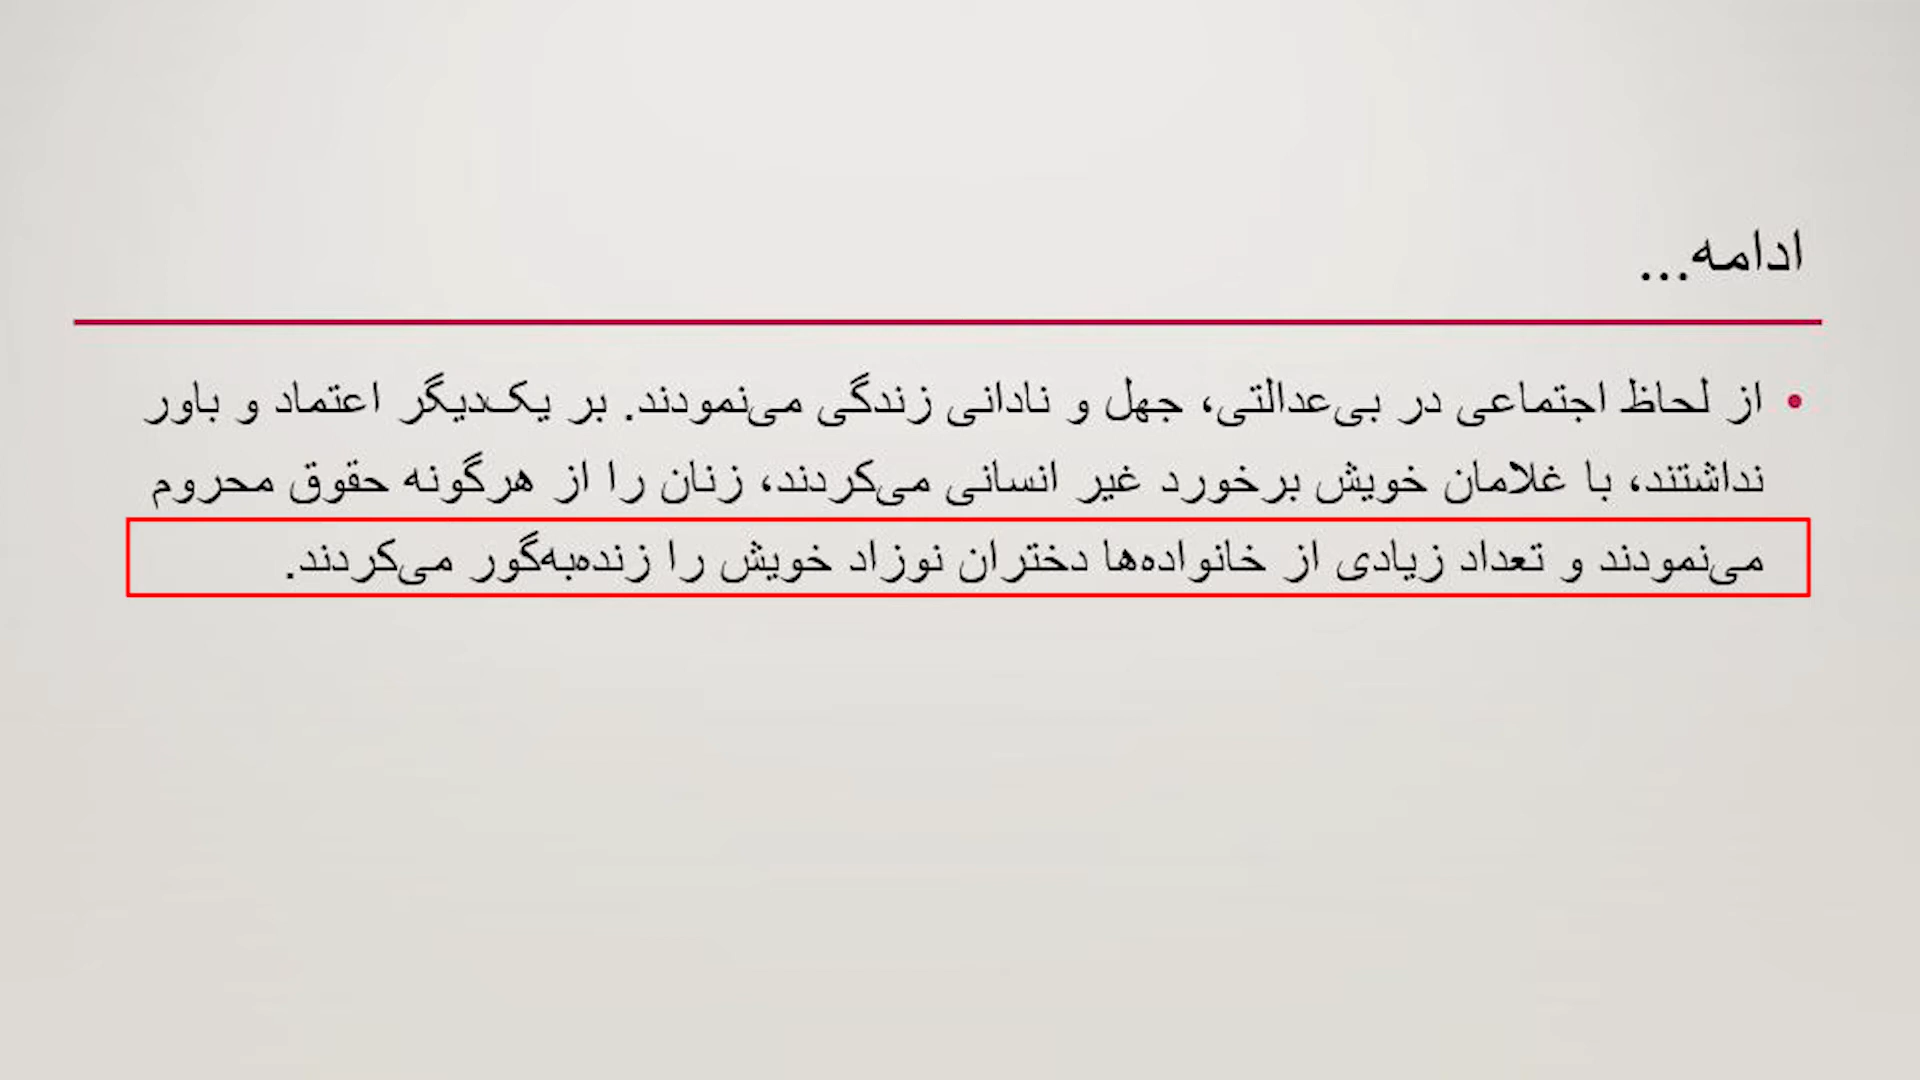 ادامه...
• از لحاظ اجتماعی در بی‌عدالتی، جهل و نادانی زندگی می‌نمودند. بر یک‌دیگر اعتماد و باور
نداشتند، با غلامان خویش برخورد غیر انسانی می‌کردند، زنان را از هرگونه حقوق محروم
می‌نمودند و تعداد زیادی از خانواده‌ها دختران نوزاد خویش را زنده‌به‌گور می‌کردند.